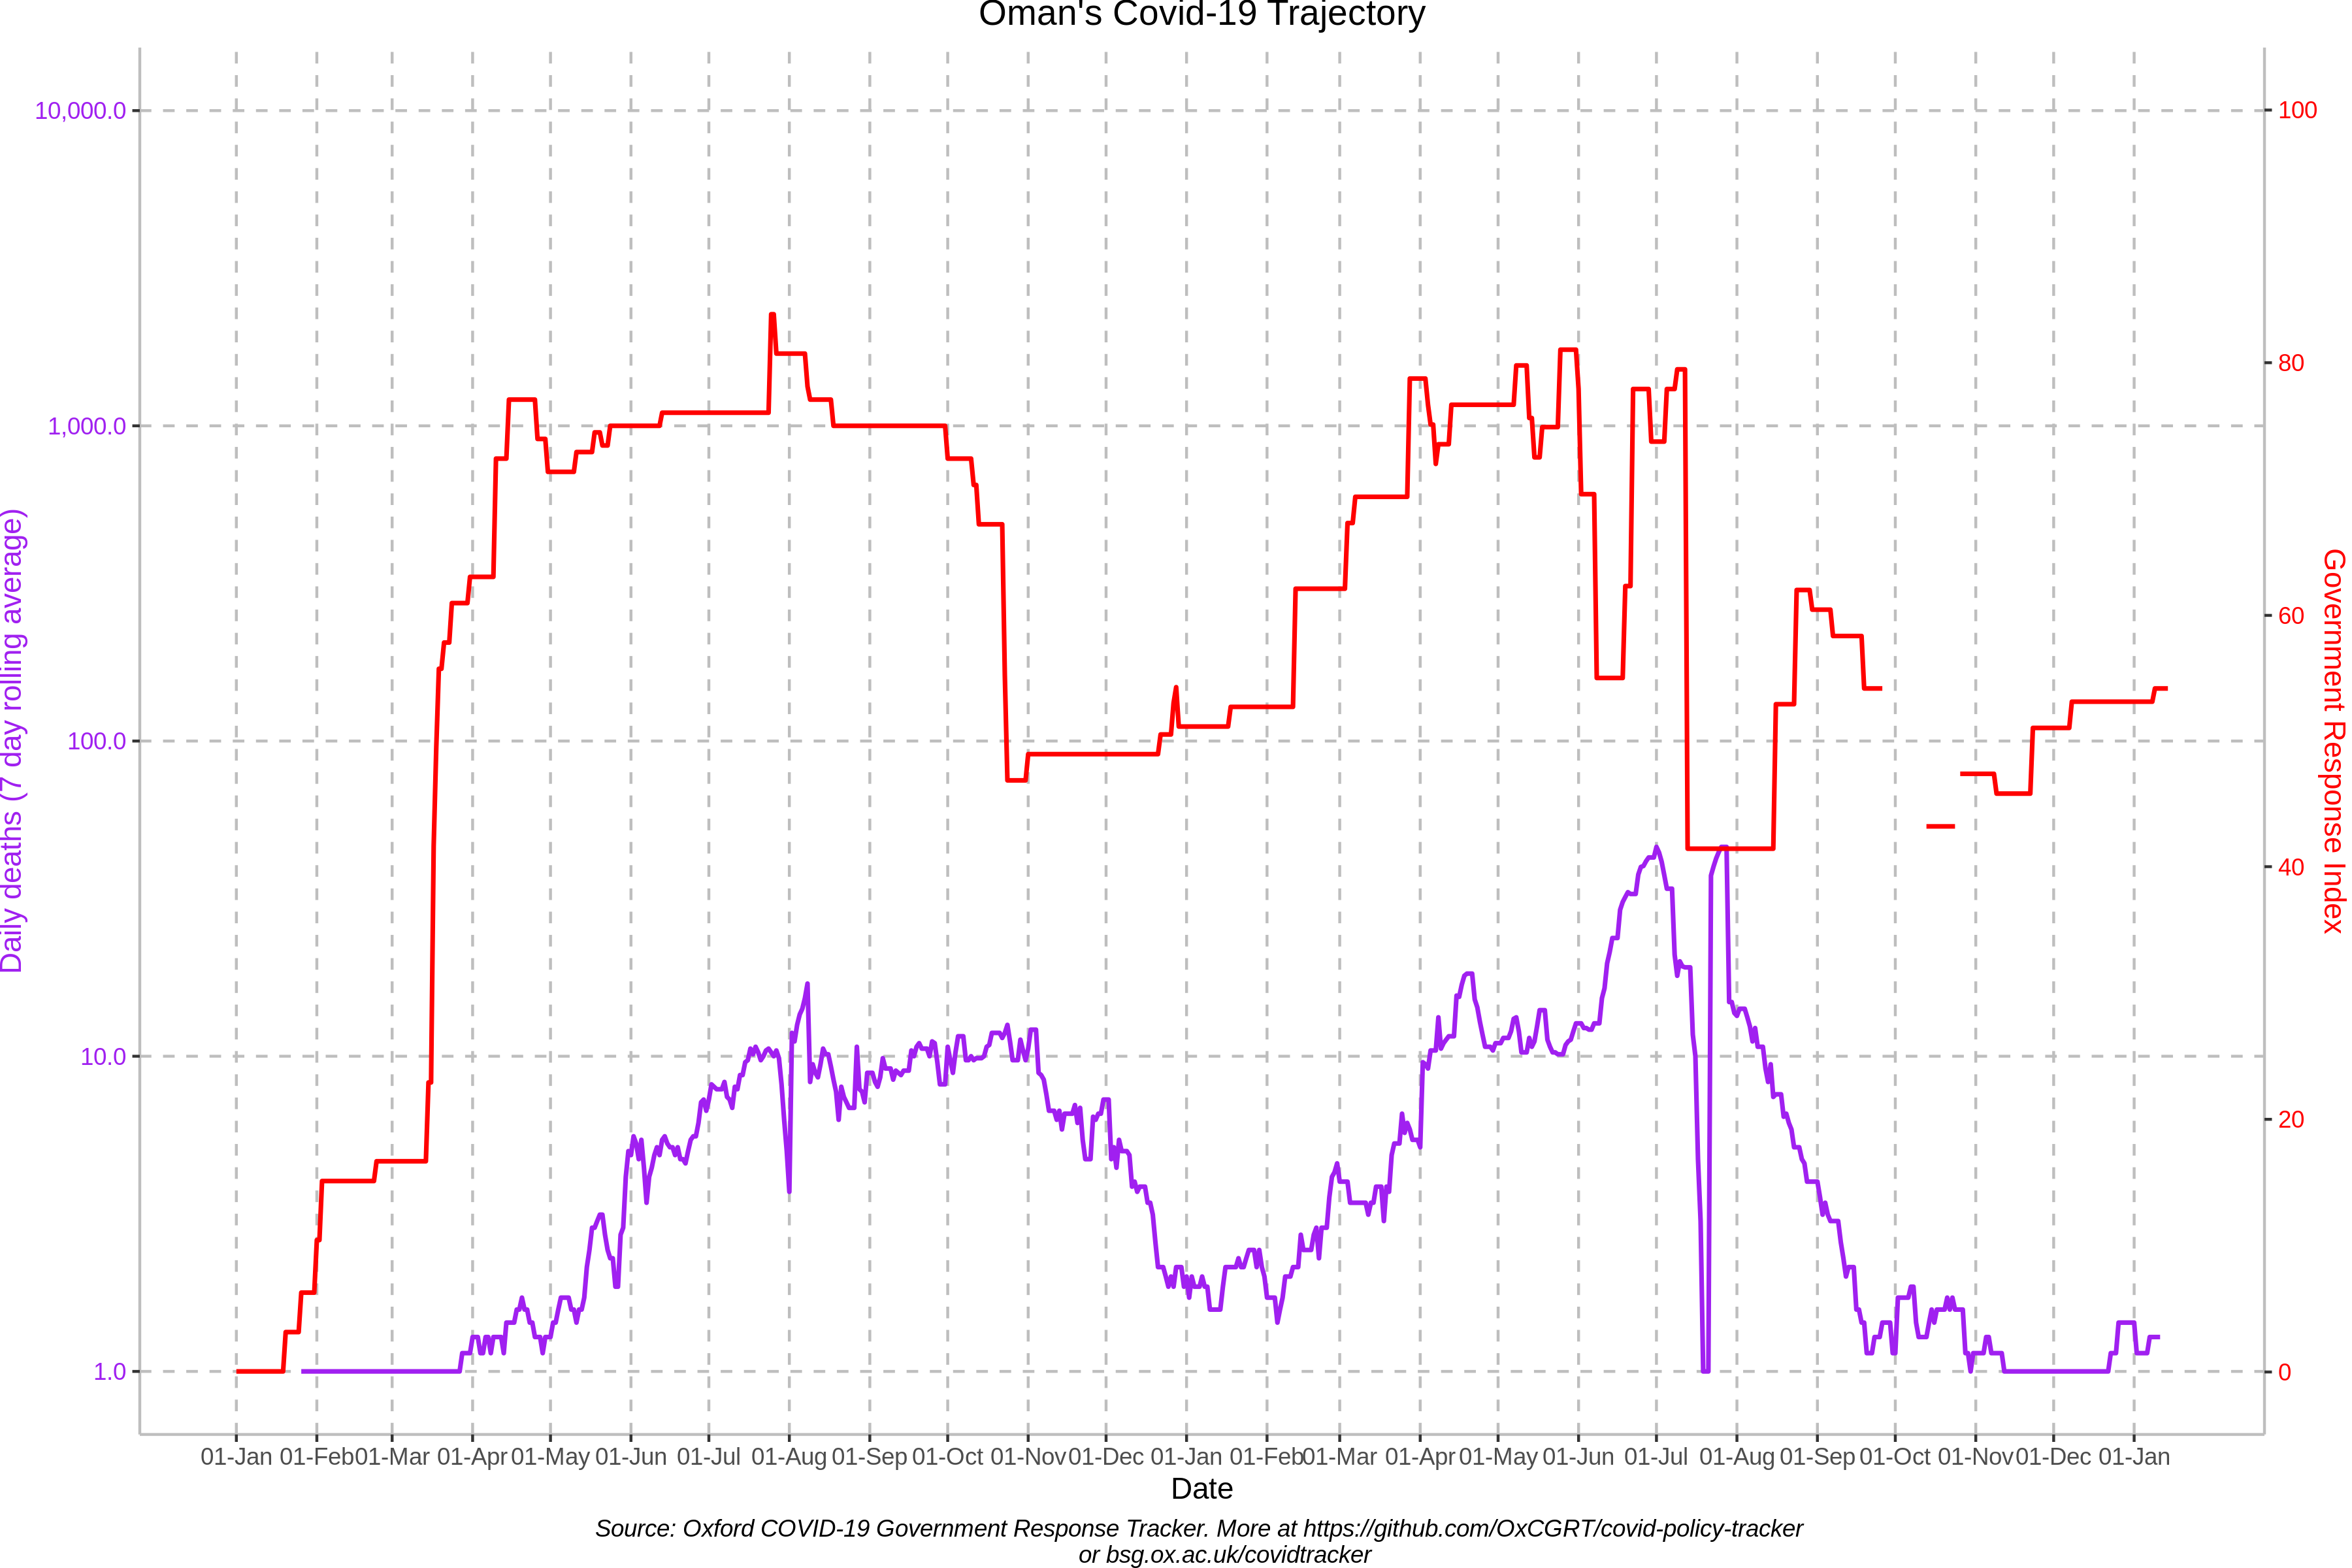 Oman's Covid-19 Trajectory
10,000.0
1,000.0
100.0
10.0
1.0
Daily deaths (7 day rolling average)
100
80
60
40
20
0
Government Response Index
01-Jan 01-Feb 01-Mar 01-Apr 01-May 01-Jun 01-Jul 01-Aug 01-Sep 01-Oct 01-Nov 01-Dec 01-Jan 01-Feb 01-Mar 01-Apr 01-May 01-Jun 01-Jul 01-Aug 01-Sep 01-Oct 01-Nov 01-Dec 01-Jan
Date
Source: Oxford COVID-19 Government Response Tracker. More at https://github.com/OxCGRT/covid-policy-tracker
or bsg.ox.ac.uk/covidtracker